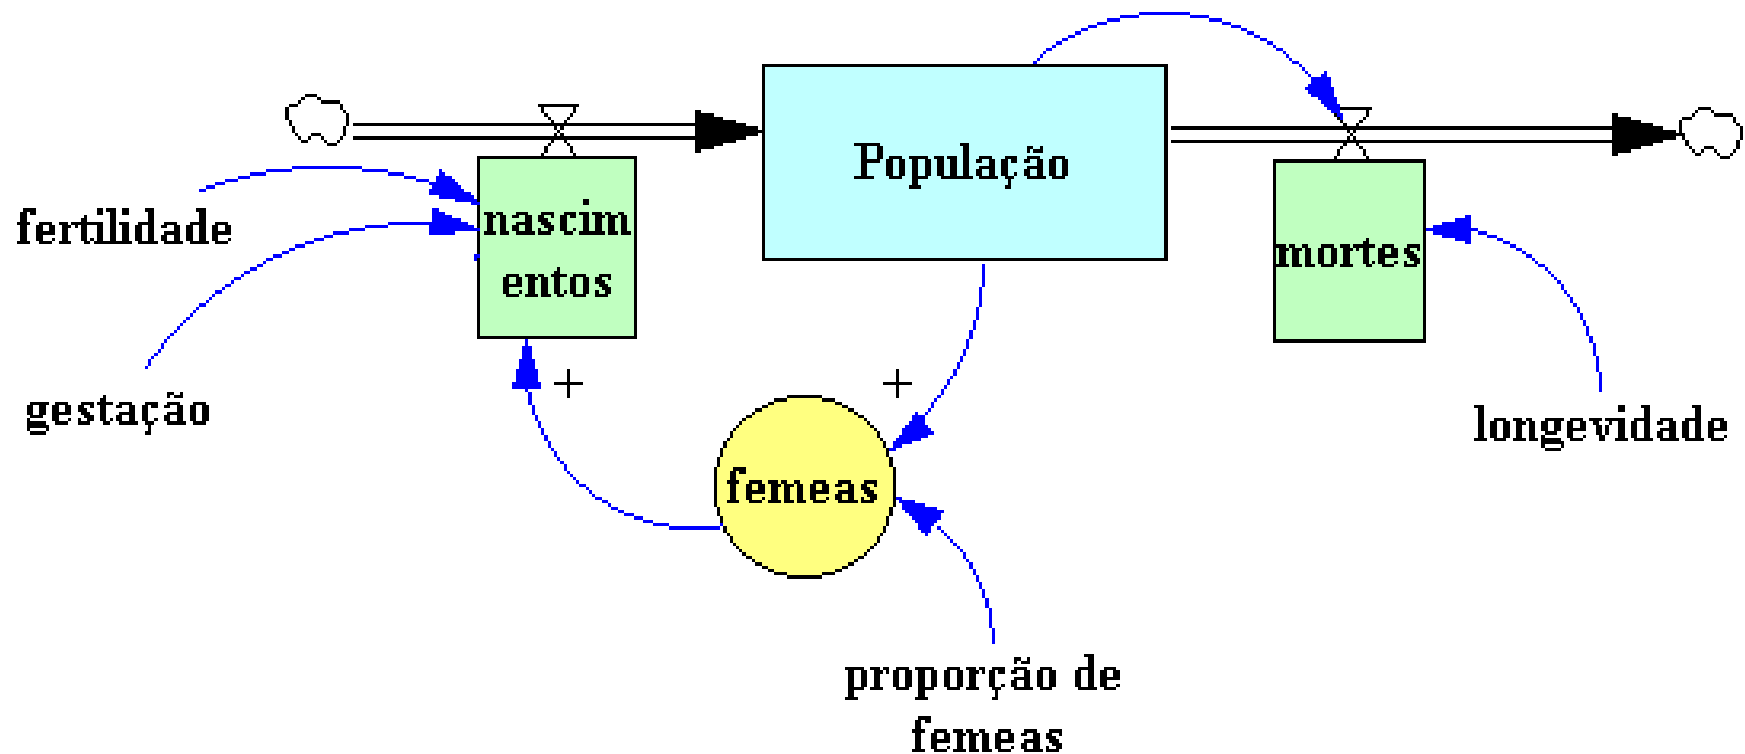 População
fertilidade
nascim
entos
mortes
gestação
+
+
longevidade
femeas
proporção de
femeas